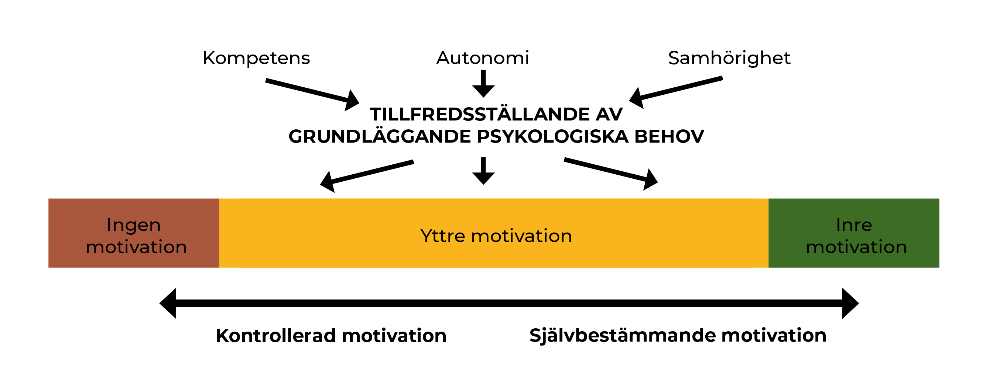 Kompetens
Autonomi
Samhörighet
TILLFREDSSTÄLLANDE AV
GRUNDLÄGGANDE PSYKOLOGISKA BEHOV
Ingen
motivation
Yttre motivation
Inre
motivation
Kontrollerad motivation
Självbestämmande motivation